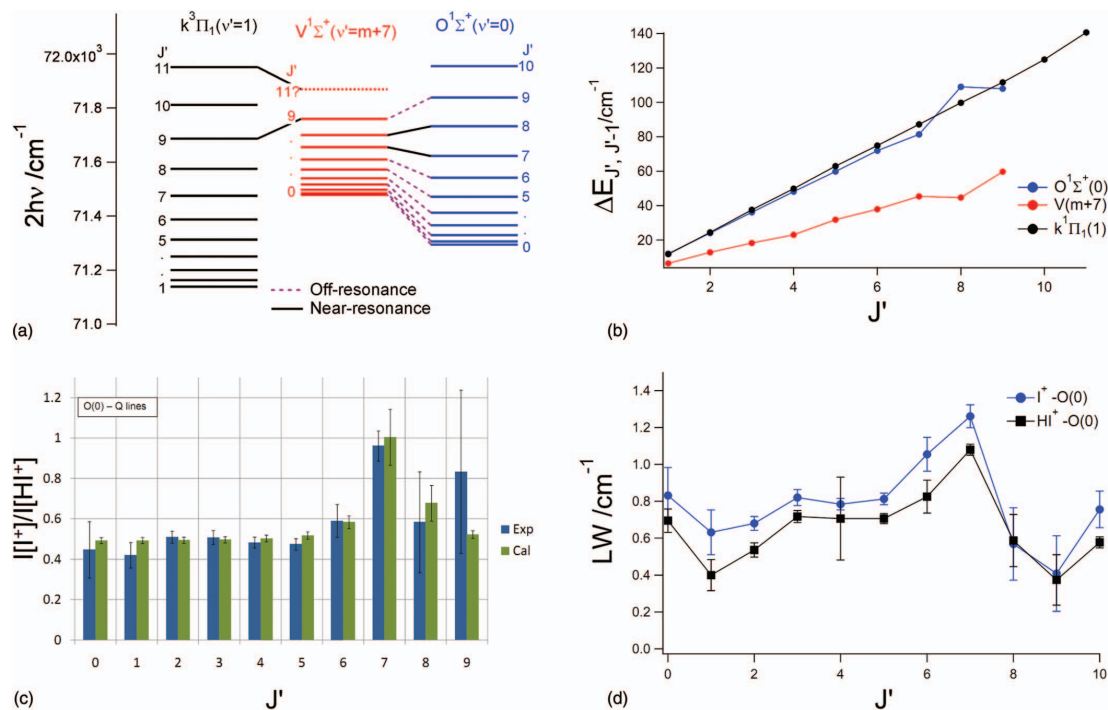 k³Π₁(ν'=1)
V¹Σ⁺(ν'=m+7)
O¹Σ⁺(ν'=0)
2hν /cm⁻¹
72.0x10³
71.8
71.6
71.4
71.2
71.0
J'
11
10
9
8
7
6
5
.
.
1
J'
11?
9
.
.
.
0
J'
10
9
8
7
6
5
.
.
0
Off-resonance
Near-resonance
(a)
ΔE J', J'-1/cm⁻¹
140
120
100
80
60
40
20
O¹Σ⁺(0)
V(m+7)
k¹Π₁(1)
2 4 6 8 10
J'
(b)
I[I⁺]/I[HI⁺]
1.2
1
0.8
0.6
0.4
0.2
0
O(0) – Q lines
Exp
Cal
0 1 2 3 4 5 6 7 8 9
J'
(c)
LW /cm⁻¹
1.4
1.2
1.0
0.8
0.6
0.4
0.2
0.0
I⁺ -O(0)
HI⁺ -O(0)
0 2 4 6 8 10
J'
(d)